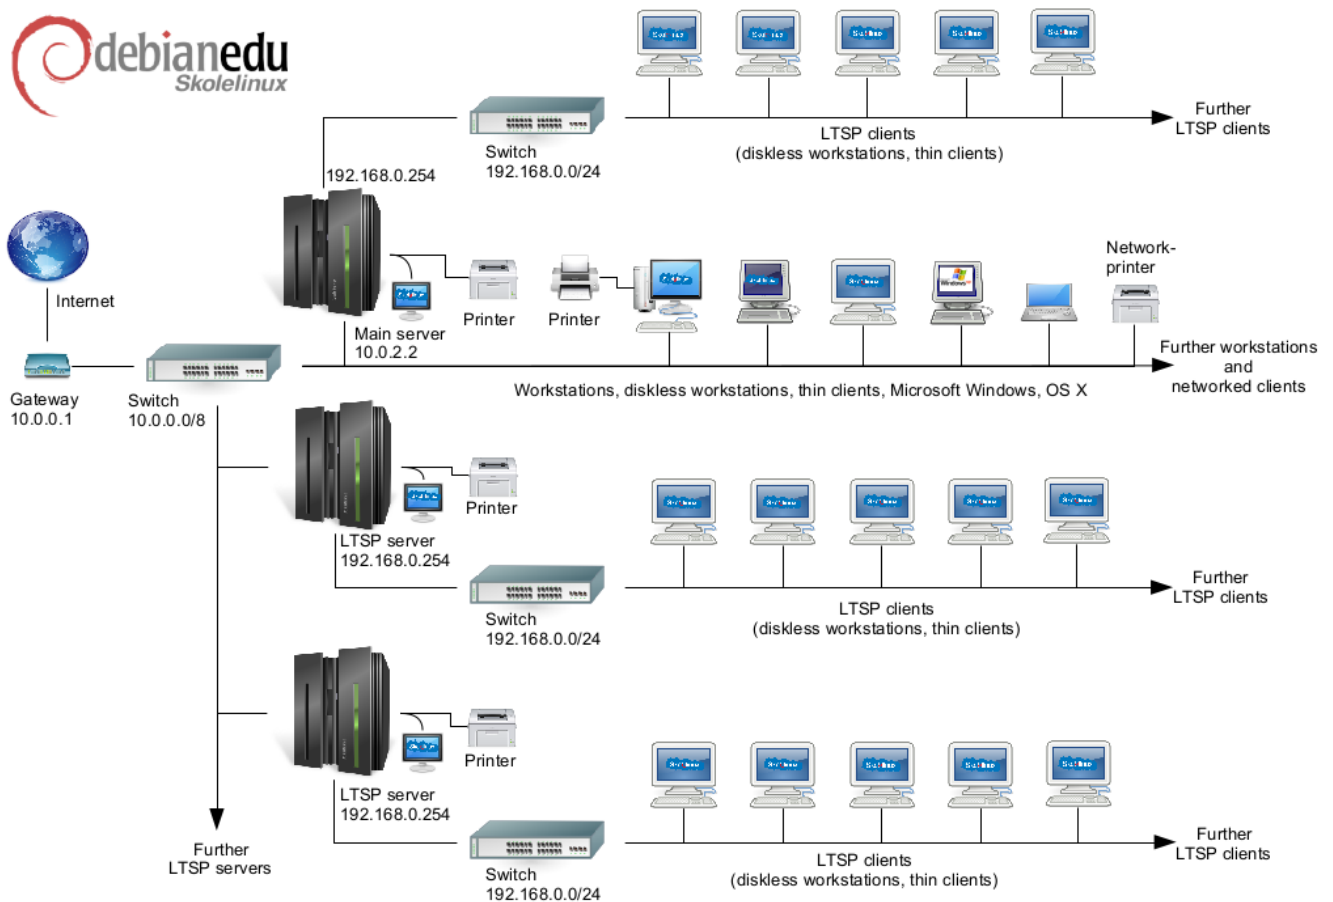 debianedu
Skolelinux
Further
LTSP clients
LTSP clients
(diskless workstations, thin clients)
Switch
192.168.0.0/24
192.168.0.254
Internet
Network-
printer
Printer
Printer
Main server
10.0.2.2
Further workstations
and
networked clients
Workstations, diskless workstations, thin clients, Microsoft Windows, OS X
Gateway
10.0.0.1
Switch
10.0.0.0/8
Printer
LTSP server
192.168.0.254
Further
LTSP clients
LTSP clients
(diskless workstations, thin clients)
Switch
192.168.0.0/24
Printer
LTSP server
192.168.0.254
Further
LTSP servers
Further
LTSP clients
LTSP clients
(diskless workstations, thin clients)
Switch
192.168.0.0/24